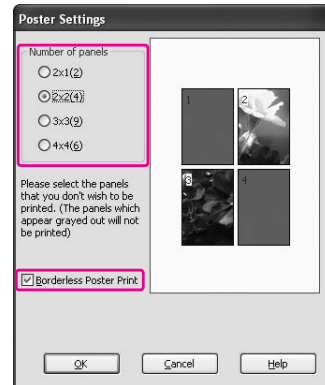 Poster Settings
Number of panels
2x1(2)
2x2(4)
3x3(9)
4x4(6)
1
2
3
4
Please select the panels
that you don't wish to be
printed. (The panels which
appear grayed out will not
be printed)
Borderless Poster Print
OK
Cancel
Help